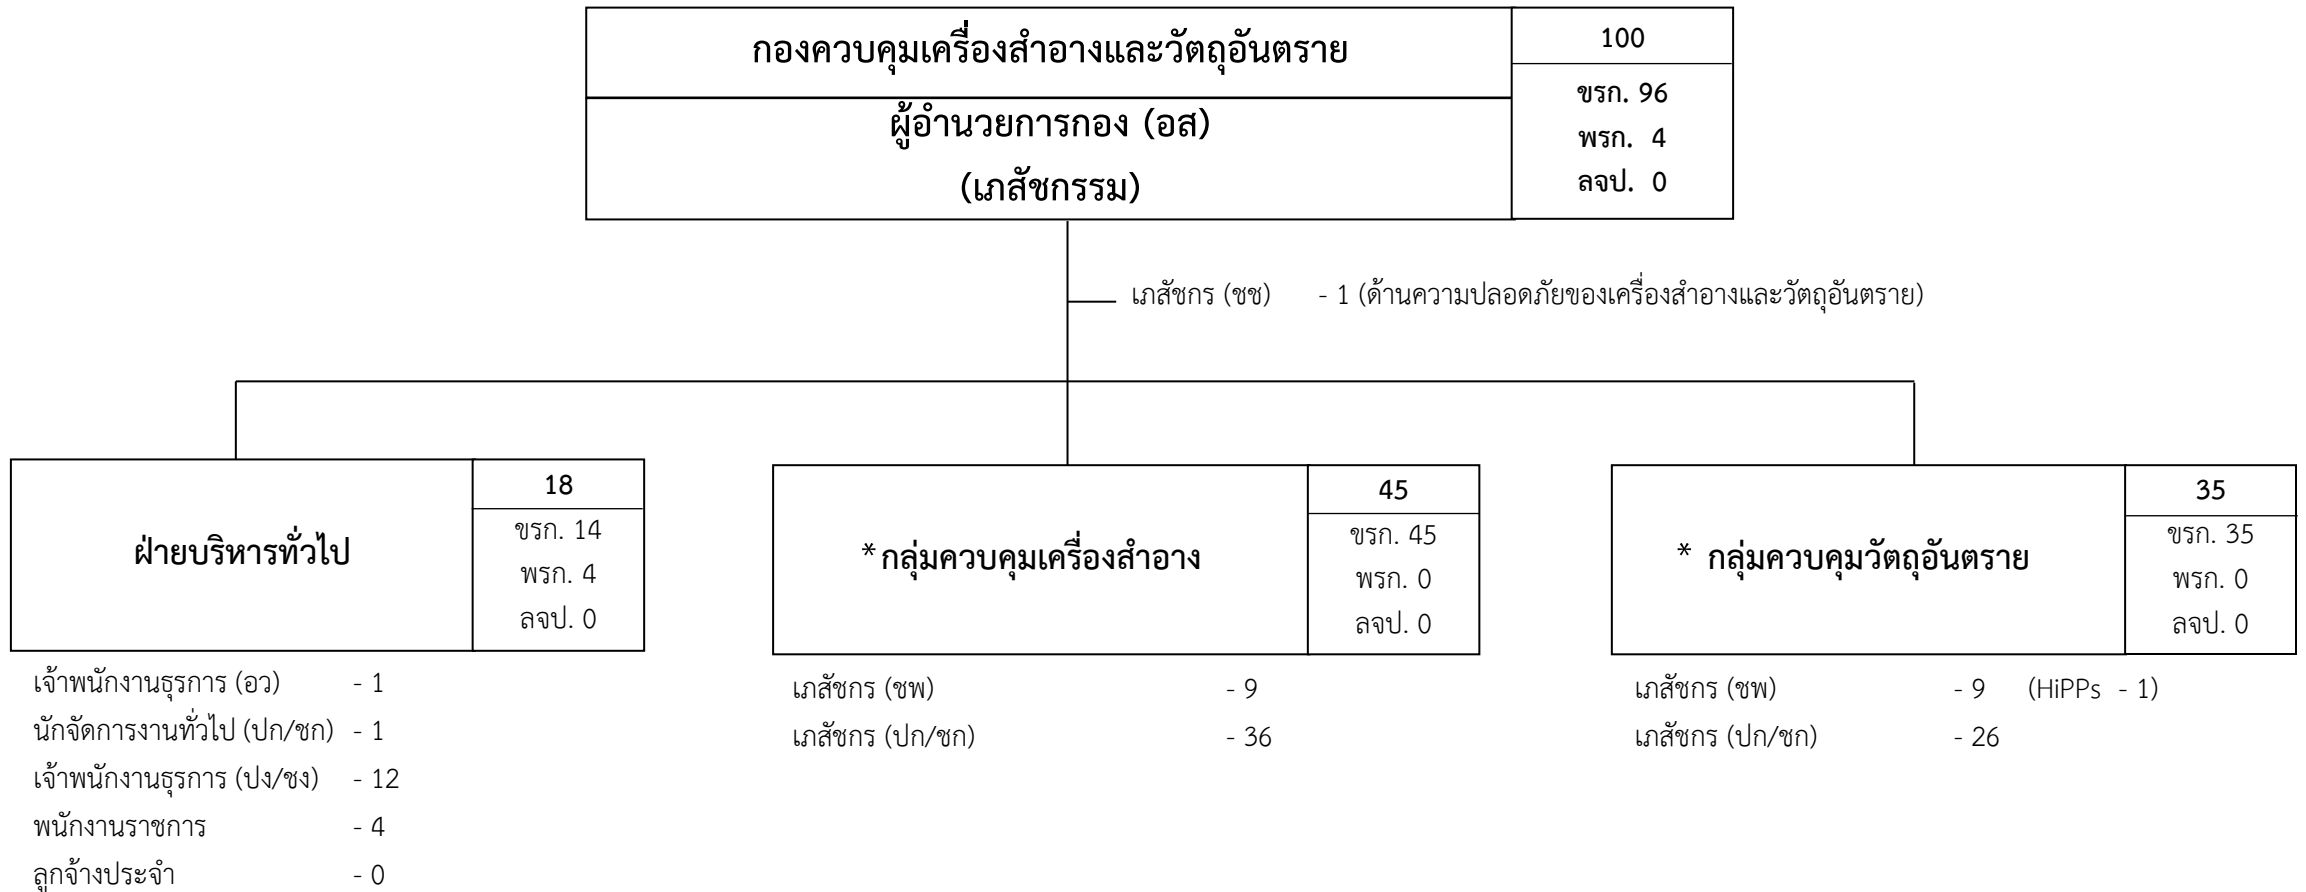 กองควบคุมเครื่องสำอางและวัตถุอันตราย
ผู้อำนวยการกอง (อส)
(เภสัชกรรม)
100
ขรก. 96
พรก. 4
ลจป. 0
เภสัชกร (ชช) - 1 (ด้านความปลอดภัยของเครื่องสำอางและวัตถุอันตราย)
ฝ่ายบริหารทั่วไป
18
ขรก. 14
พรก. 4
ลจป. 0
เจ้าพนักงานธุรการ (อว) - 1
นักจัดการงานทั่วไป (ปก/ชก) - 1
เจ้าพนักงานธุรการ (ปง/ชง) - 12
พนักงานราชการ - 4
ลูกจ้างประจำ - 0
*กลุ่มควบคุมเครื่องสำอาง
45
ขรก. 45
พรก. 0
ลจป. 0
เภสัชกร (ชพ) - 9
เภสัชกร (ปก/ชก) - 36
* กลุ่มควบคุมวัตถุอันตราย
35
ขรก. 35
พรก. 0
ลจป. 0
เภสัชกร (ชพ) - 9 (HiPPs - 1)
เภสัชกร (ปก/ชก) - 26